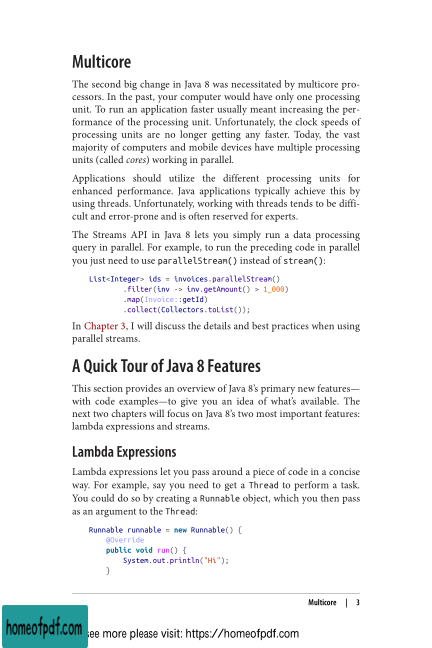 Multicore
The second big change in Java 8 was necessitated by multicore pro-
cessors. In the past, your computer would have only one processing
unit. To run an application faster usually meant increasing the per-
formance of the processing unit. Unfortunately, the clock speeds of
processing units are no longer getting any faster. Today, the vast
majority of computers and mobile devices have multiple processing
units (called cores) working in parallel.
Applications should utilize the different processing units for
enhanced performance. Java applications typically achieve this by
using threads. Unfortunately, working with threads tends to be diffi-
cult and error-prone and is often reserved for experts.
The Streams API in Java 8 lets you simply run a data processing
query in parallel. For example, to run the preceding code in parallel
you just need to use parallelStream() instead of stream():
List<Integer> ids = invoices.parallelStream()
.filter(inv -> inv.getAmount() > 1_000)
.map(Invoice::getId)
.collect(Collectors.toList());
In Chapter 3, I will discuss the details and best practices when using
parallel streams.
A Quick Tour of Java 8 Features
This section provides an overview of Java 8's primary new features—
with code examples—to give you an idea of what's available. The
next two chapters will focus on Java 8's two most important features:
lambda expressions and streams.
Lambda Expressions
Lambda expressions let you pass around a piece of code in a concise
way. For example, say you need to get a Thread to perform a task.
You could do so by creating a Runnable object, which you then pass
as an argument to the Thread:
Runnable runnable = new Runnable() {
@Override
public void run() {
System.out.println("Hi");
}
Multicore | 3
homeofpdf.com
see more please visit: https://homeofpdf.com